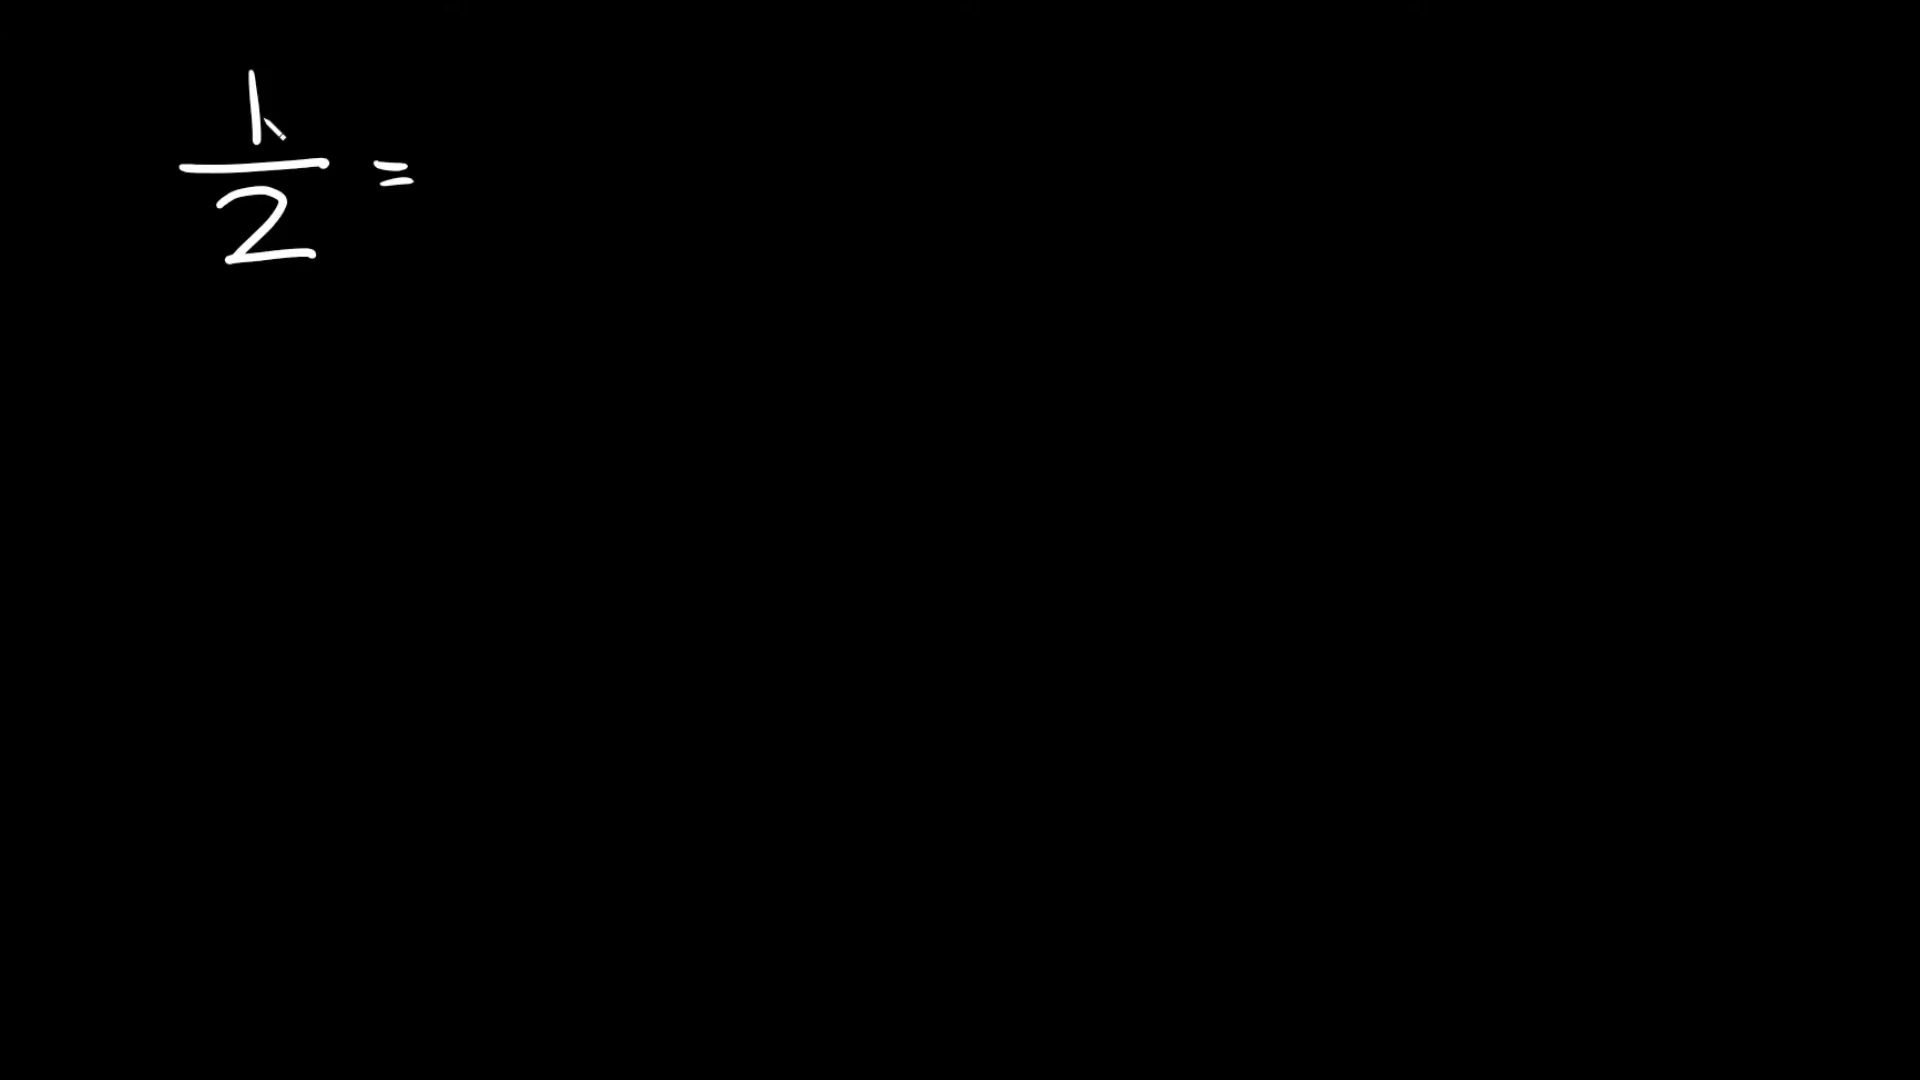 1/2 =